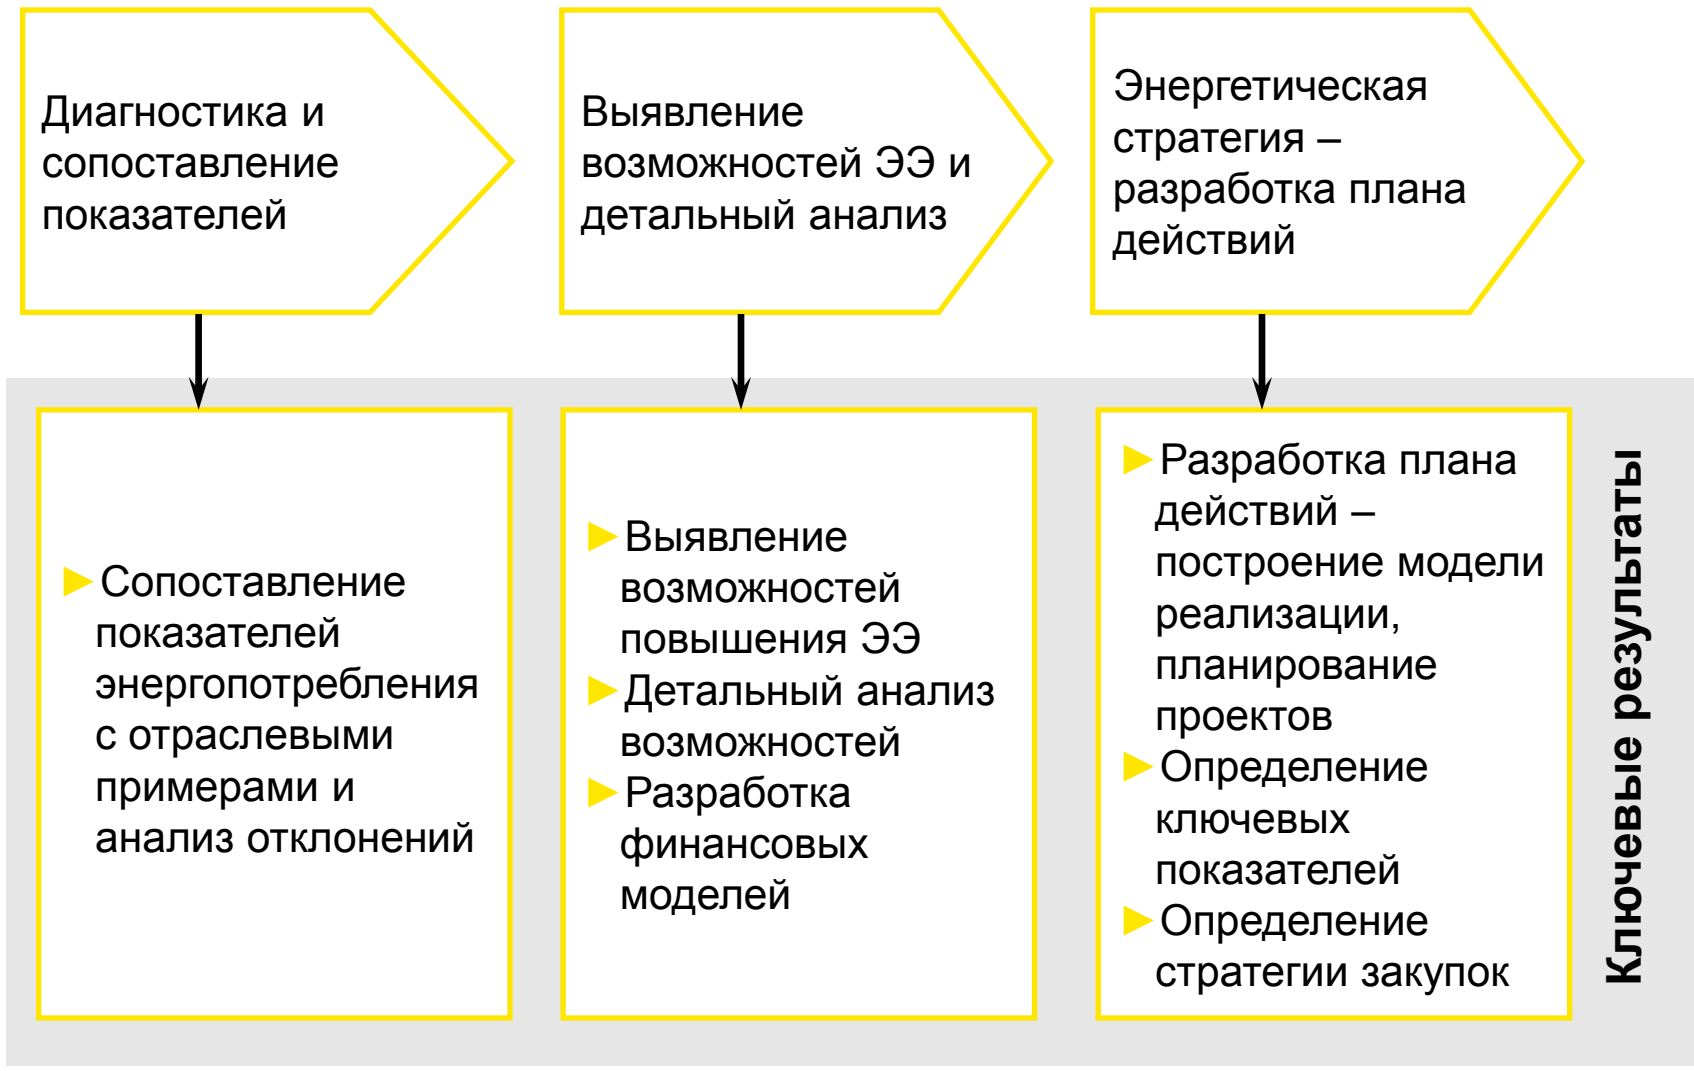 Диагностика и
сопоставление
показателей
Выявление
возможностей ЭЭ и
детальный анализ
Энергетическая
стратегия –
разработка плана
действий
Сопоставление
показателей
энергопотребления
с отраслевыми
примерами и
анализ отклонений
Выявление
возможностей
повышения ЭЭ
Детальный анализ
возможностей
Разработка
финансовых
моделей
Разработка плана
действий –
построение модели
реализации,
планирование
проектов
Определение
ключевых
показателей
Определение
стратегии закупок
Ключевые результаты